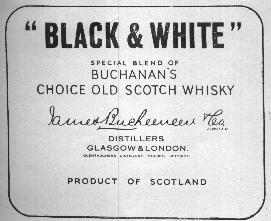 "BLACK & WHITE"
SPECIAL BLEND OF
BUCHANAN'S
CHOICE OLD SCOTCH WHISKY
James Buchanan & Co
LIMITED
DISTILLERS
GLASGOW & LONDON.
PRODUCT OF SCOTLAND